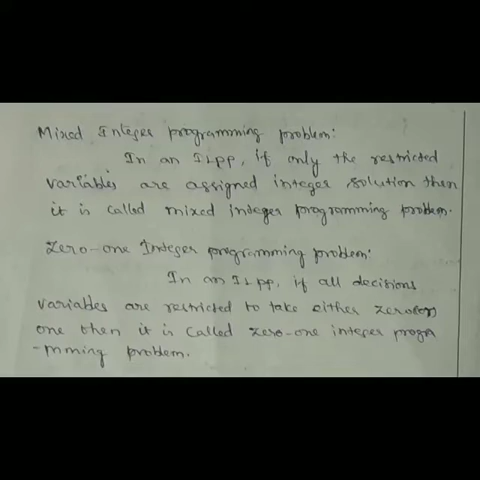 Mixed Integer programming problem:
In an ILPP, if only the restricted
variables are assigned integer solution then
it is called mixed integer programming problem.
Zero-one Integer programming problem:
In an ILPP, if all decisions
variables are restricted to take either zero (or)
one then it is called zero-one integer progra
-mming problem.